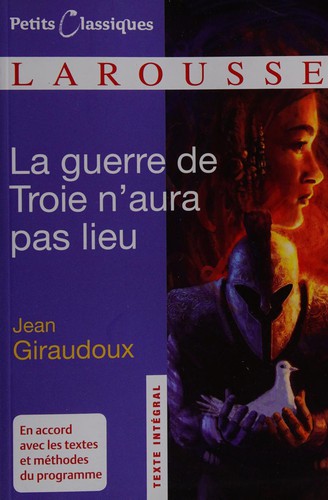 Petits Classiques
LAROUSSE
La guerre de
Troie n'aura
pas lieu
Jean
Giraudoux
En accord
avec les textes
et méthodes
du programme
TEXTE INTÉGRAL